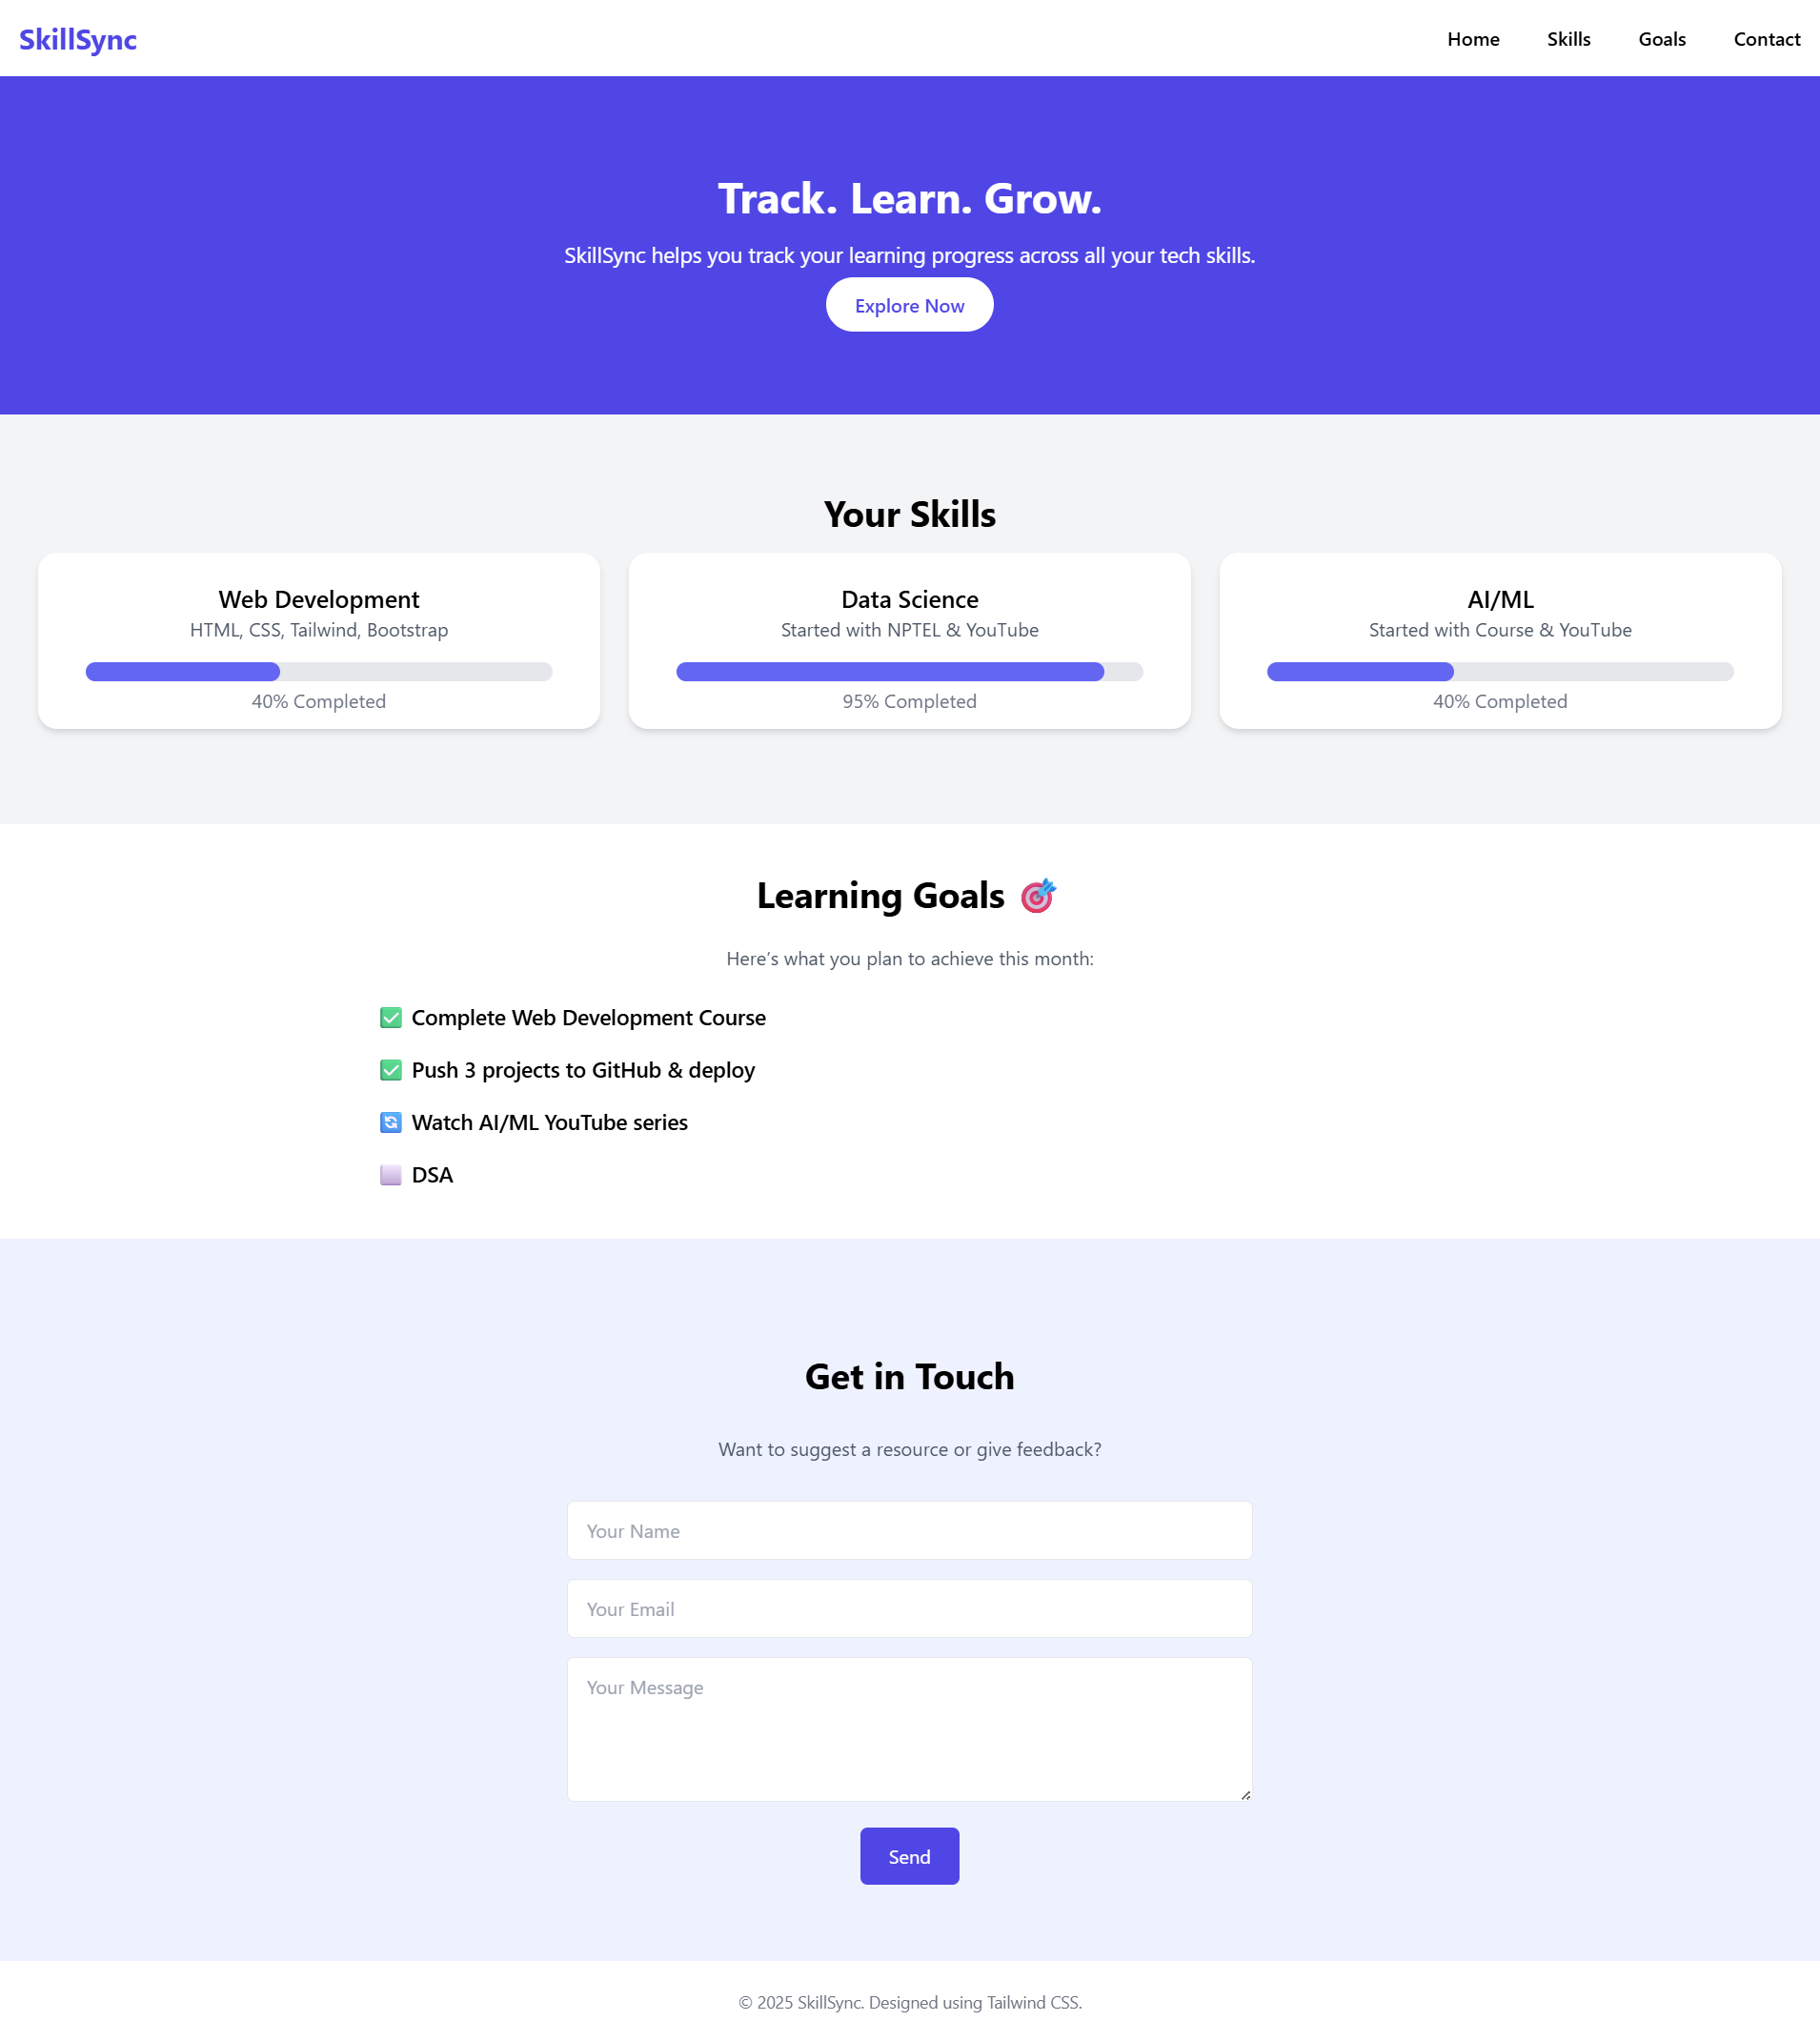 SkillSync
Home Skills Goals Contact
Track. Learn. Grow.
SkillSync helps you track your learning progress across all your tech skills.
Explore Now
Your Skills
Web Development
HTML, CSS, Tailwind, Bootstrap
40% Completed
Data Science
Started with NPTEL & YouTube
95% Completed
AI/ML
Started with Course & YouTube
40% Completed
Learning Goals 🎯
Here’s what you plan to achieve this month:
✅ Complete Web Development Course
✅ Push 3 projects to GitHub & deploy
🔄 Watch AI/ML YouTube series
⬜ DSA
Get in Touch
Want to suggest a resource or give feedback?
Your Name
Your Email
Your Message
Send
© 2025 SkillSync. Designed using Tailwind CSS.